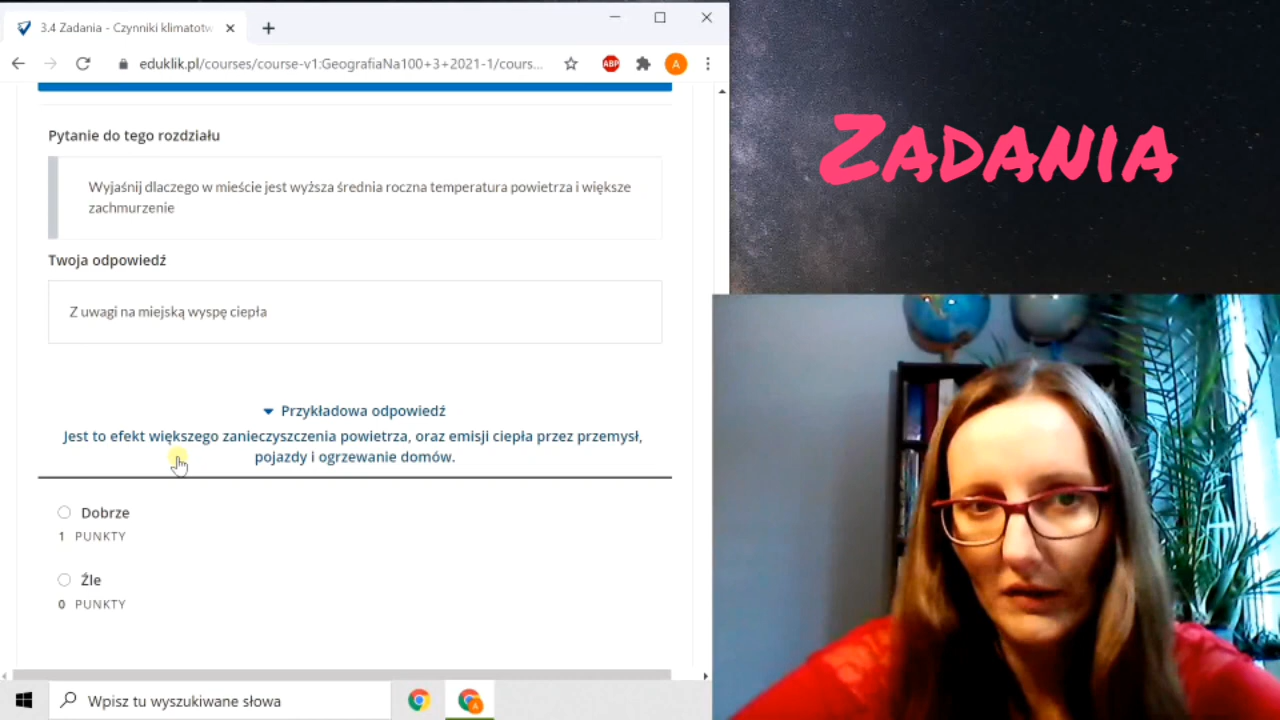 3.4 Zadania - Czynniki klimatotw
eduklik.pl/courses/course-v1:GeografiaNa100+3+2021-1/cours...
ABP
A
Pytanie do tego rozdziału
Wyjaśnij dlaczego w mieście jest wyższa średnia roczna temperatura powietrza i większe
zachmurzenie
Twoja odpowiedź
Z uwagi na miejską wyspę ciepła
Przykładowa odpowiedź
Jest to efekt większego zanieczyszczenia powietrza, oraz emisji ciepła przez przemysł,
pojazdy i ogrzewanie domów.
Dobrze
1 PUNKTY
Źle
0 PUNKTY
Wpisz tu wyszukiwane słowa
A
ZADANIA